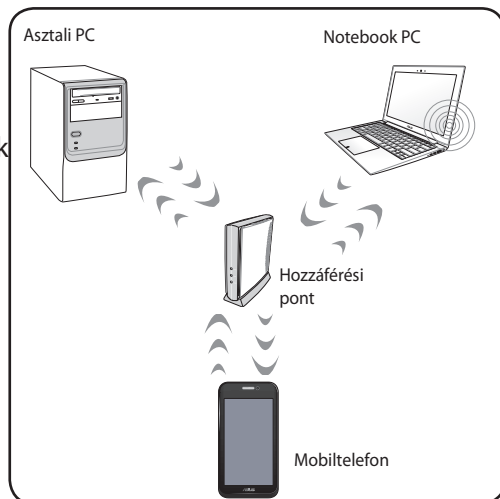 Asztali PC
Notebook PC
k
Hozzáférési
pont
Mobiltelefon